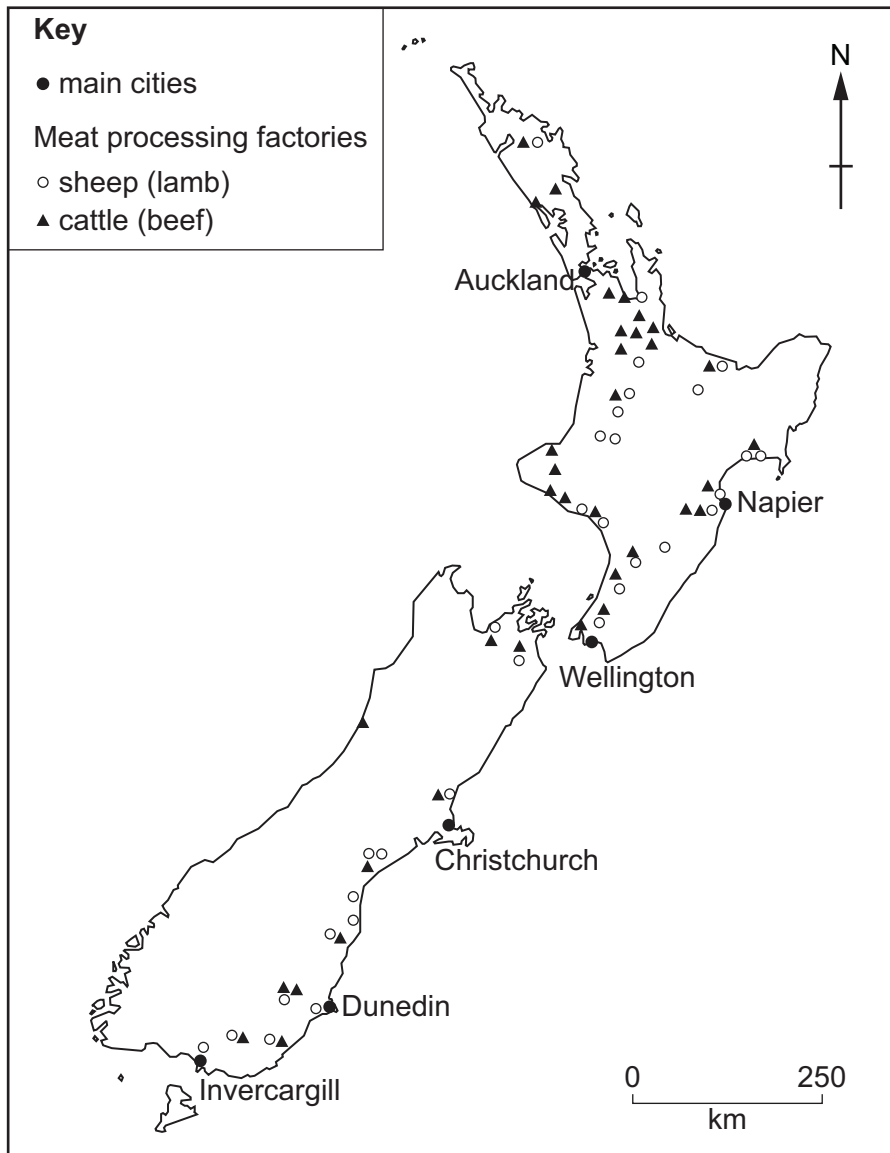 Key
main cities
Meat processing factories
sheep (lamb)
cattle (beef)
N
Auckland
Napier
Wellington
Christchurch
Dunedin
Invercargill
0 250
km